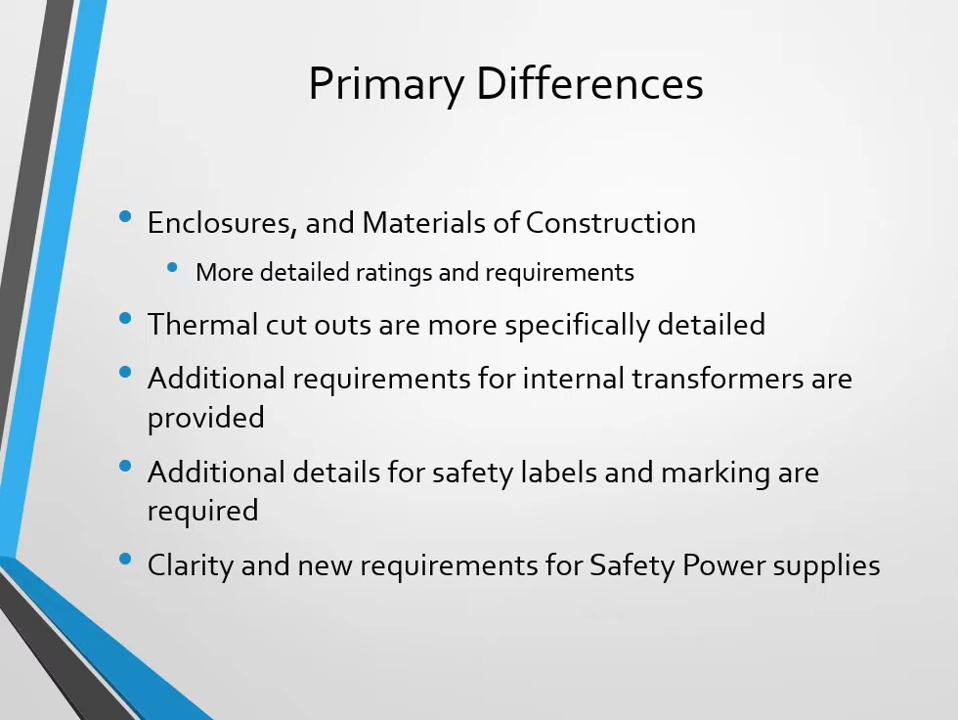 Primary Differences
• Enclosures, and Materials of Construction
• More detailed ratings and requirements
• Thermal cut outs are more specifically detailed
• Additional requirements for internal transformers are
provided
• Additional details for safety labels and marking are
required
• Clarity and new requirements for Safety Power supplies